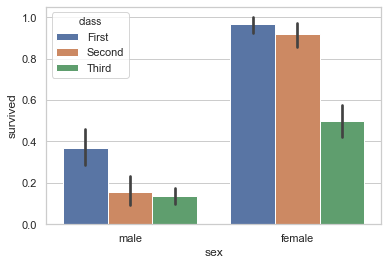 class
First
Second
Third
1.0
0.8
0.6
0.4
0.2
0.0
survived
male
female
sex